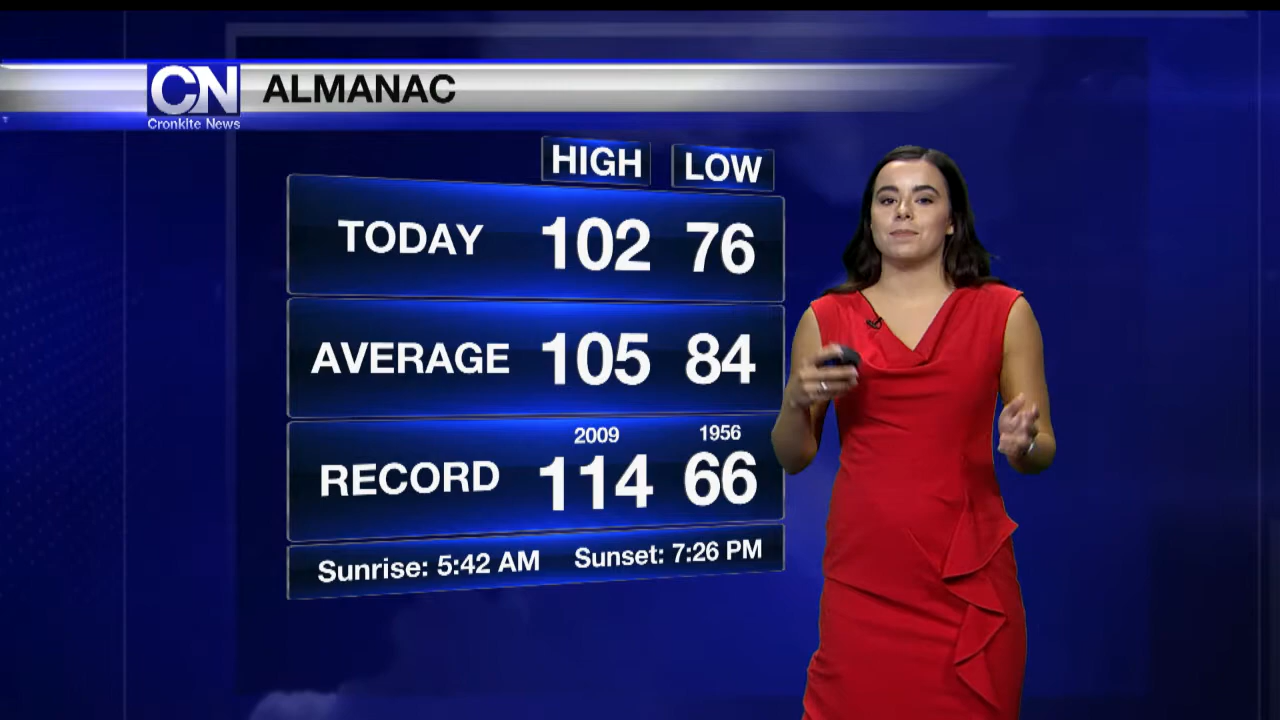 CN
Cronkite News
ALMANAC
HIGH LOW
TODAY 102 76
AVERAGE 105 84
2009 1956
RECORD 114 66
Sunrise: 5:42 AM Sunset: 7:26 PM